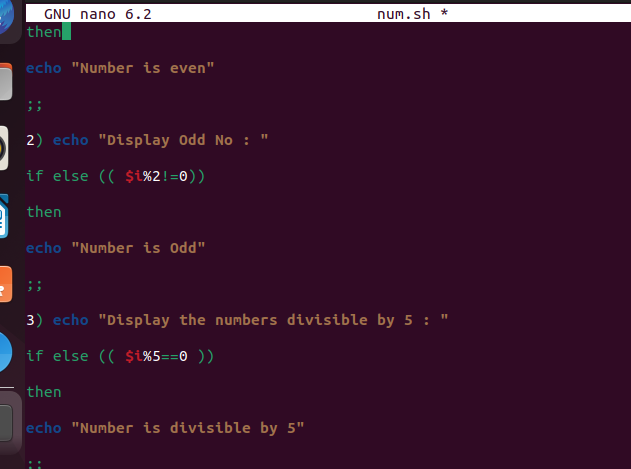 GNU nano 6.2 num.sh *
then
echo "Number is even"
;;
2) echo "Display Odd No : "
if else (( $i%2!=0))
then
echo "Number is Odd"
;;
3) echo "Display the numbers divisible by 5 : "
if else (( $i%5==0 ))
then
echo "Number is divisible by 5"
;;